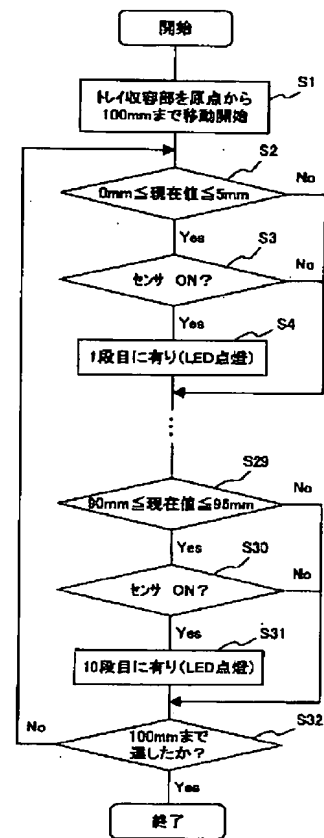 開始
S1
トレイ収容部を原点から
100mmまで移動開始
S2
0mm≦現在値≦5mm
No
Yes
S3
センサ ON?
No
Yes
S4
1段目に有り(LED点燈)
S29
90mm≦現在値≦95mm
No
Yes
S30
センサ ON?
No
Yes
S31
10段目に有り(LED点燈)
S32
No
100mmまで
達したか?
Yes
終了